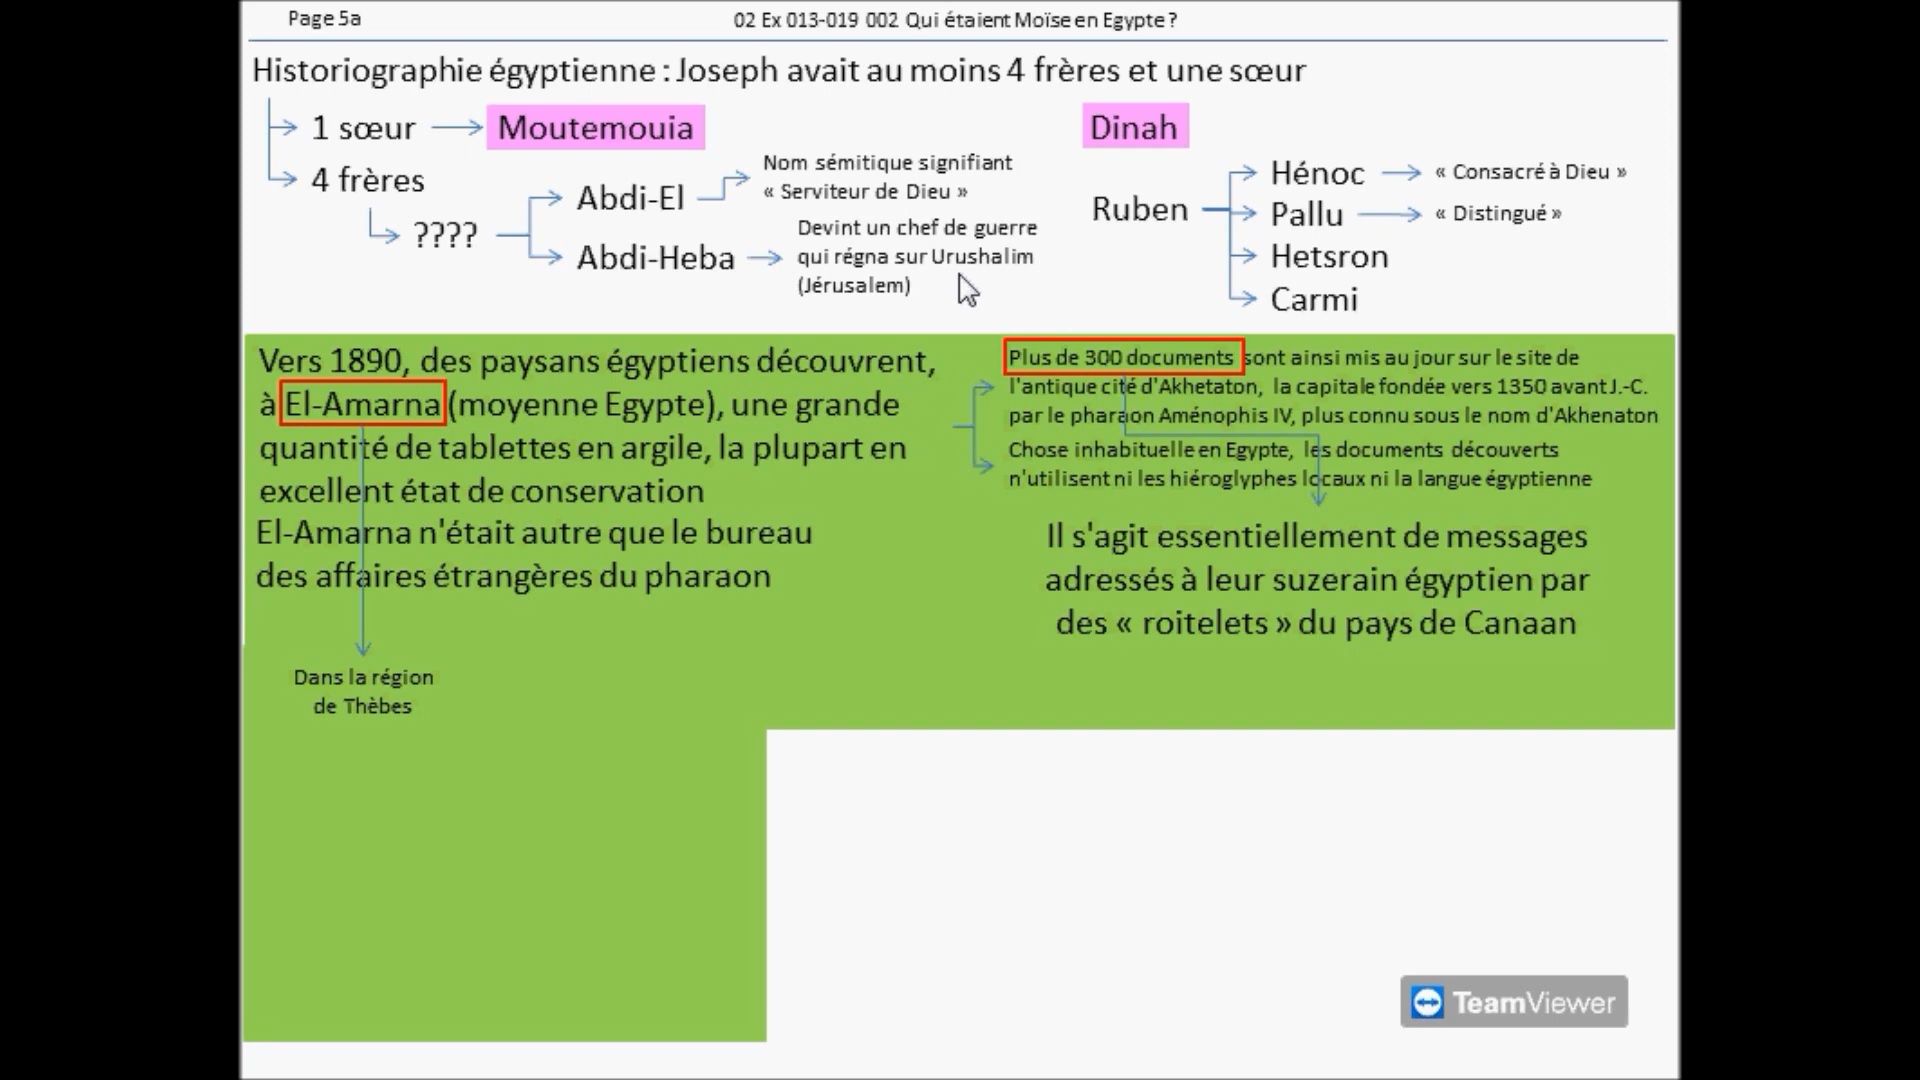 Page 5a
02 Ex 013-019 002 Qui étaient Moïse en Egypte ?
Historiographie égyptienne : Joseph avait au moins 4 frères et une sœur
1 sœur
Moutemouia
Dinah
4 frères
????
Abdi-El
Nom sémitique signifiant
« Serviteur de Dieu »
Abdi-Heba
Devint un chef de guerre
qui régna sur Urushalim
(Jérusalem)
Ruben
Hénoc
« Consacré à Dieu »
Pallu
« Distingué »
Hetsron
Carmi
Vers 1890, des paysans égyptiens découvrent,
à El-Amarna (moyenne Egypte), une grande
quantité de tablettes en argile, la plupart en
excellent état de conservation
El-Amarna n'était autre que le bureau
des affaires étrangères du pharaon
Dans la région
de Thèbes
Plus de 300 documents sont ainsi mis au jour sur le site de
l'antique cité d'Akhetaton, la capitale fondée vers 1350 avant J.-C.
par le pharaon Aménophis IV, plus connu sous le nom d'Akhenaton
Chose inhabituelle en Egypte, les documents découverts
n'utilisent ni les hiéroglyphes locaux ni la langue égyptienne
Il s'agit essentiellement de messages
adressés à leur suzerain égyptien par
des « roitelets » du pays de Canaan
TeamViewer